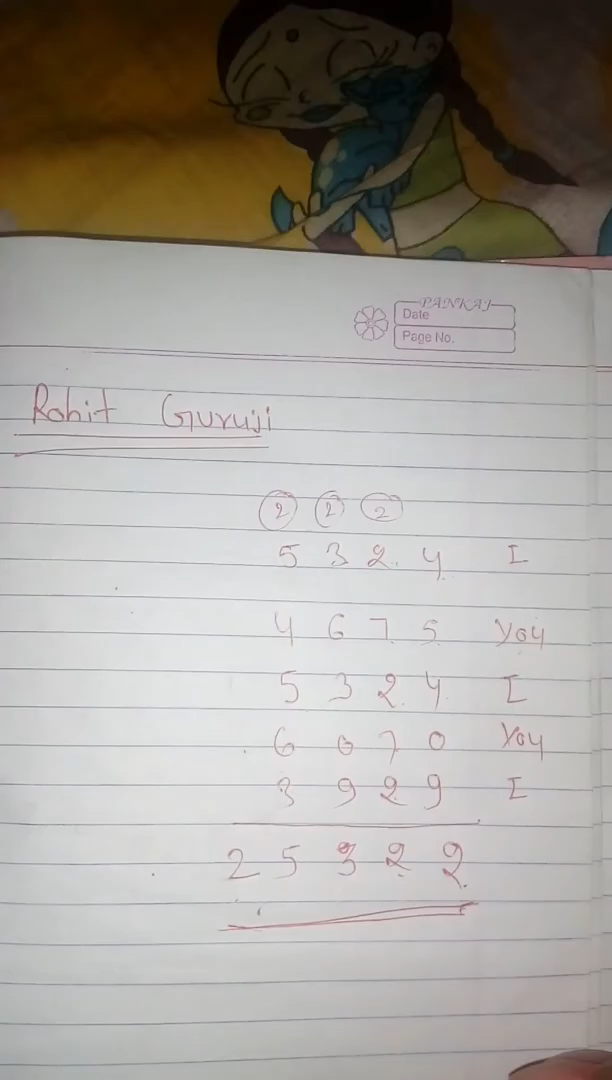 PANKAJ
Date
Page No.
Rohit Guruji
2 2 2
5 3 2 4 I
4 6 7 5 You
5 3 2 4 I
6 0 7 0 You
3 9 2 9 I
2 5 3 2 2